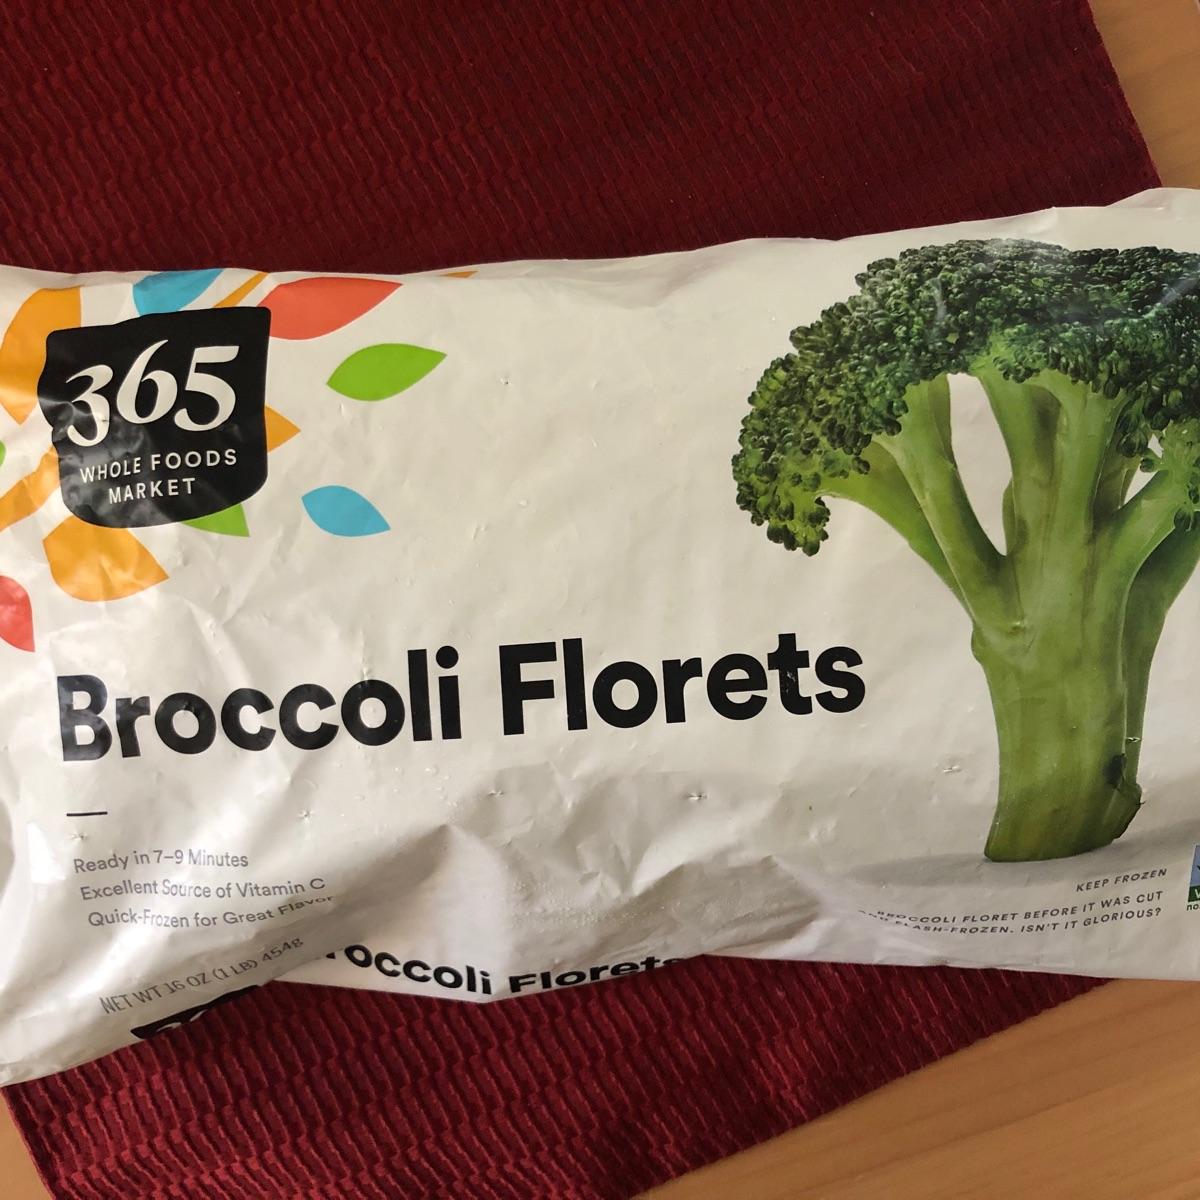 365
WHOLE FOODS
MARKET
Broccoli Florets
Ready in 7–9 Minutes
Excellent Source of Vitamin C
Quick-Frozen for Great Flavor
NET WT 16 OZ (1 LB) 454g
KEEP FROZEN
BROCCOLI FLORET BEFORE IT WAS CUT
AND FLASH-FROZEN. ISN'T IT GLORIOUS?
Florets